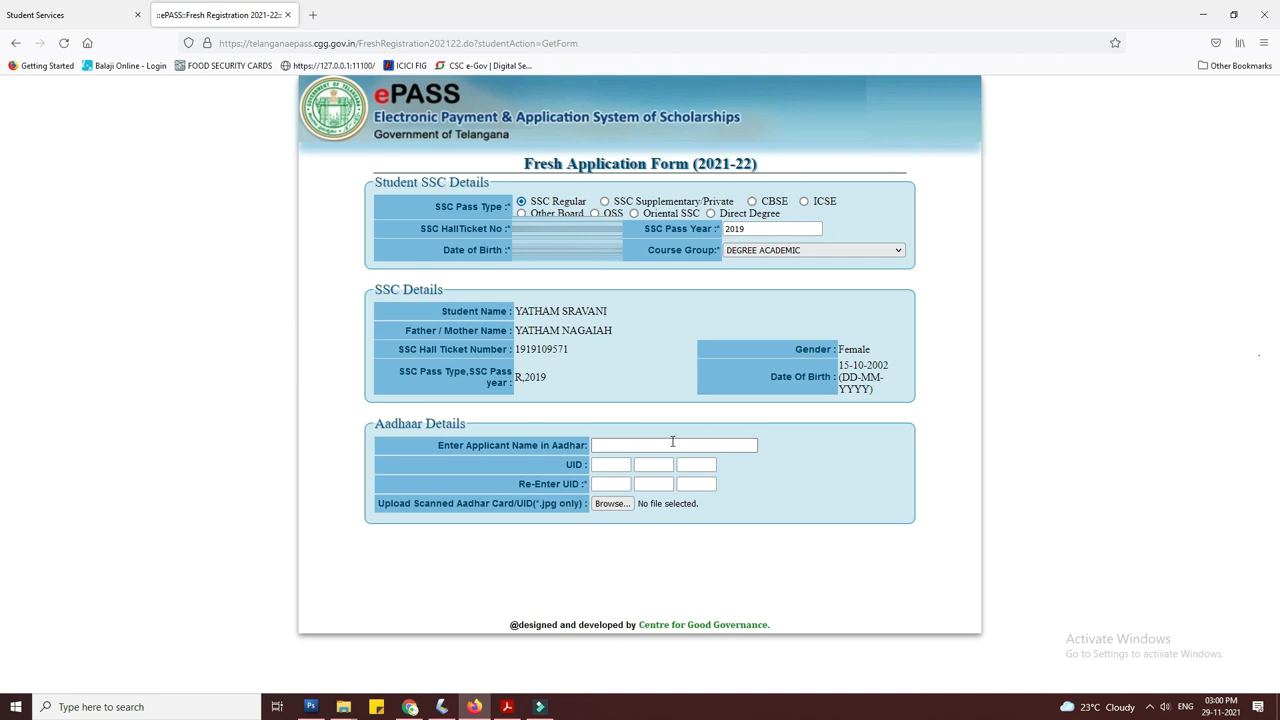 Student Services
::ePASS::Fresh Registration 2021-22::
https://telanganaepass.cgg.gov.in/FreshRegistration202122.do?studentAction=GetForm
Getting Started Balaji Online - Login FOOD SECURITY CARDS https://127.0.0.1:11100/ ICICI FIG CSC e-Gov | Digital Se... Other Bookmarks
ePASS
Electronic Payment & Application System of Scholarships
Government of Telangana
Fresh Application Form (2021-22)
Student SSC Details
SSC Pass Type :* SSC Regular SSC Supplementary/Private CBSE ICSE
Other Board OSS Oriental SSC Direct Degree
SSC HallTicket No :* SSC Pass Year :* 2019
Date of Birth :* Course Group:* DEGREE ACADEMIC
SSC Details
Student Name : YATHAM SRAVANI
Father / Mother Name : YATHAM NAGAIAH
SSC Hall Ticket Number : 1919109571 Gender : Female
SSC Pass Type,SSC Pass year : R,2019 Date Of Birth : 15-10-2002 (DD-MM-YYYY)
Aadhaar Details
Enter Applicant Name in Aadhar:
UID :
Re-Enter UID :*
Upload Scanned Aadhar Card/UID(*.jpg only) : Browse... No file selected.
@designed and developed by Centre for Good Governance.
Activate Windows
Go to Settings to activate Windows.
Type here to search
Ps
23°C Cloudy ENG 03:00 PM
29-11-2021